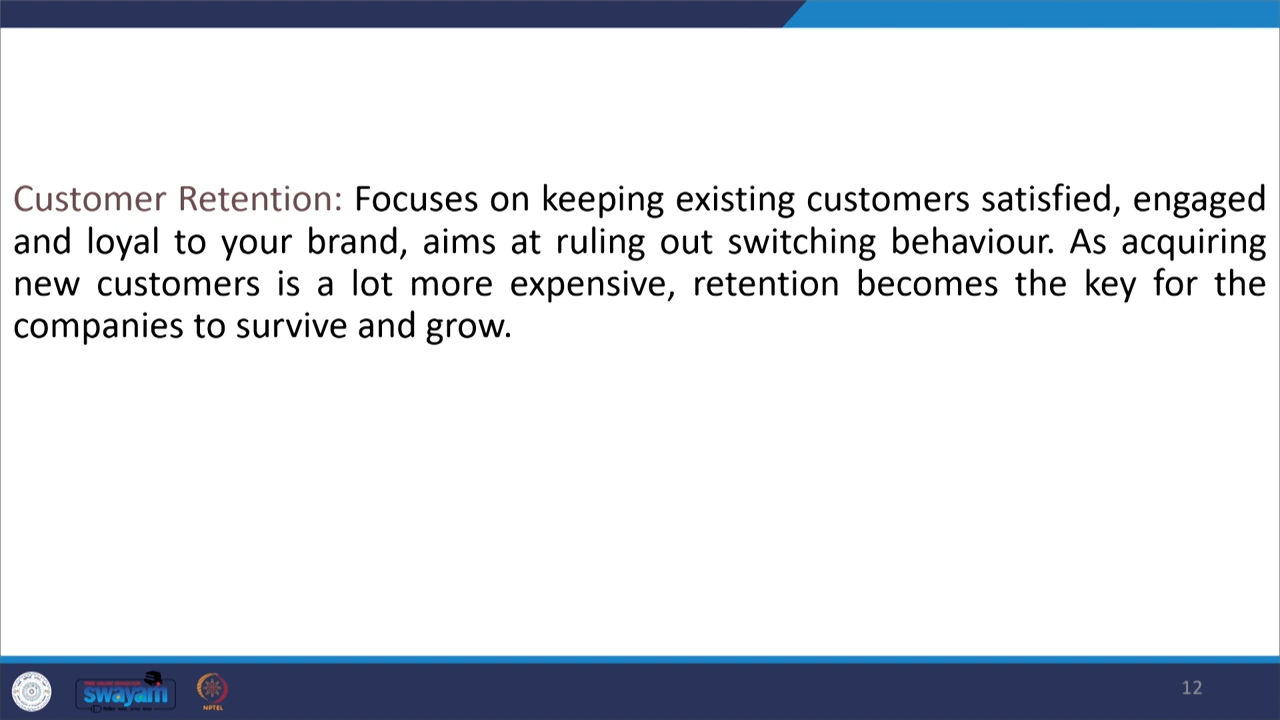 Customer Retention: Focuses on keeping existing customers satisfied, engaged
and loyal to your brand, aims at ruling out switching behaviour. As acquiring
new customers is a lot more expensive, retention becomes the key for the
companies to survive and grow.
swayam
NPTEL
12